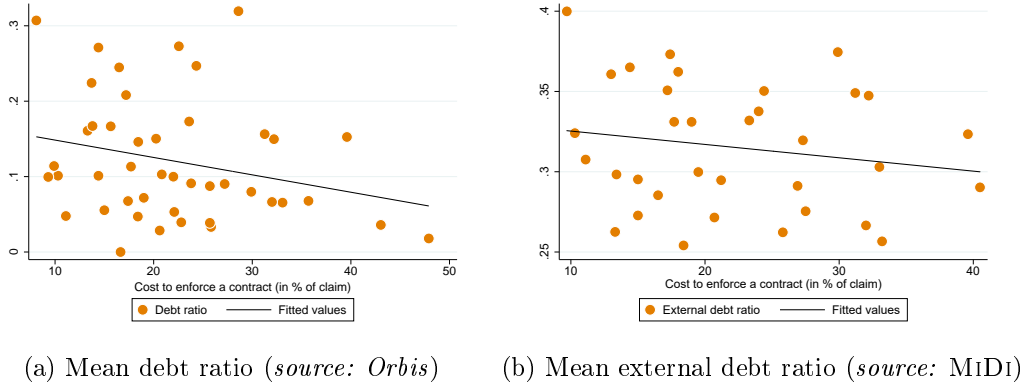 .3
.2
.1
0
10 20 30 40 50
Cost to enforce a contract (in % of claim)
Debt ratio Fitted values
(a) Mean debt ratio (source: Orbis)
.4
.35
.3
.25
10 20 30 40
Cost to enforce a contract (in % of claim)
External debt ratio Fitted values
(b) Mean external debt ratio (source: MiDi)